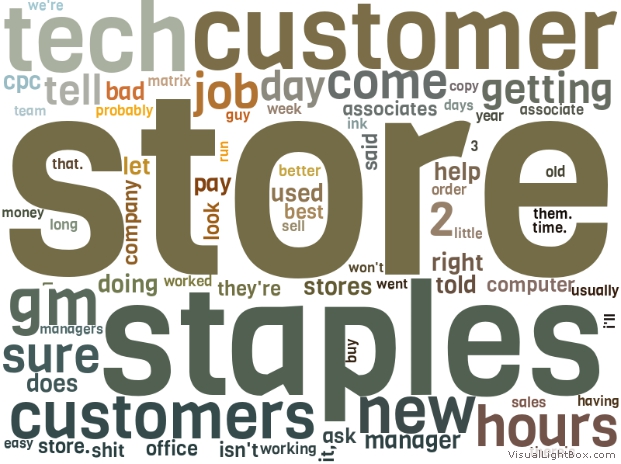 we're
tech customer
cpc tell bad matrix job day come copy getting
team probably guy week associates days year associate
ink said
store
3
that. let run better help old
company pay used order
money long look best 2 little them.
sell time.
won't right
doing worked they're stores went told computer usually
gm managers
staples
i'll
sure buy
does
customers new sales having
hours
easy store. shit office isn't working it, ask manager
VisualLightBox.com